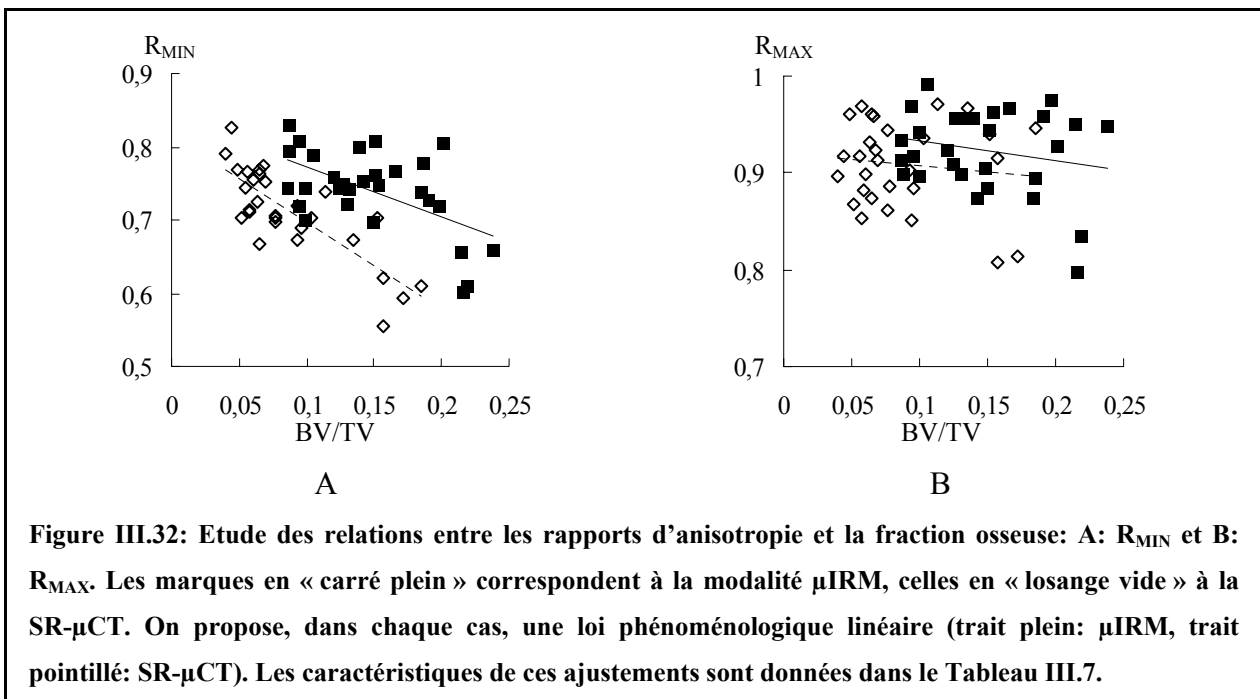 R_MIN
0,9
0,8
0,7
0,6
0,5
0 0,05 0,1 0,15 0,2 0,25
BV/TV
A
R_MAX
1
0,9
0,8
0,7
0 0,05 0,1 0,15 0,2 0,25
BV/TV
B
Figure III.32: Etude des relations entre les rapports d’anisotropie et la fraction osseuse: A: R_MIN et B:
R_MAX. Les marques en « carré plein » correspondent à la modalité µIRM, celles en « losange vide » à la
SR-µCT. On propose, dans chaque cas, une loi phénoménologique linéaire (trait plein: µIRM, trait
pointillé: SR-µCT). Les caractéristiques de ces ajustements sont données dans le Tableau III.7.